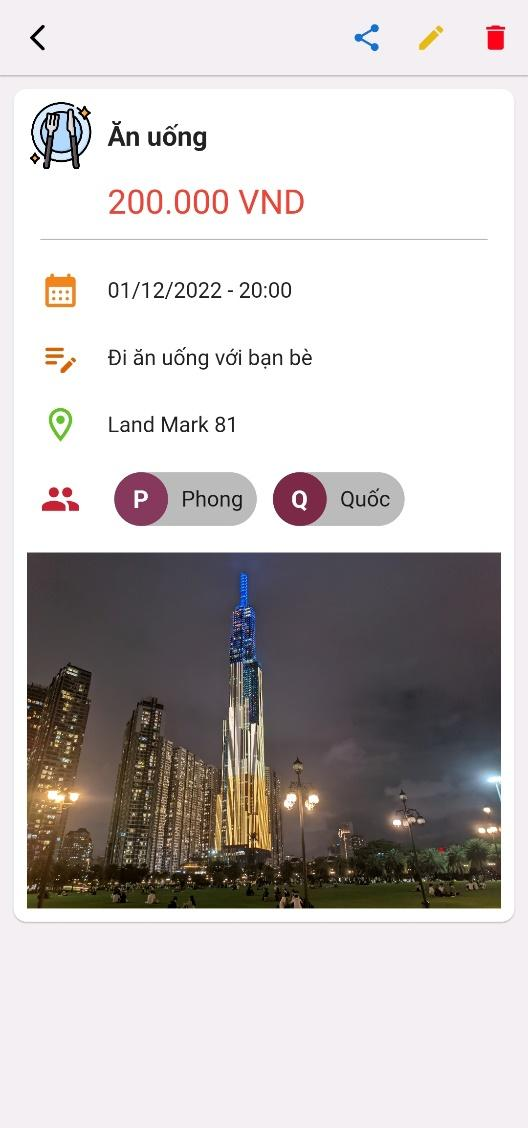 Ăn uống
200.000 VND
01/12/2022 - 20:00
Đi ăn uống với bạn bè
Land Mark 81
P Phong Q Quốc